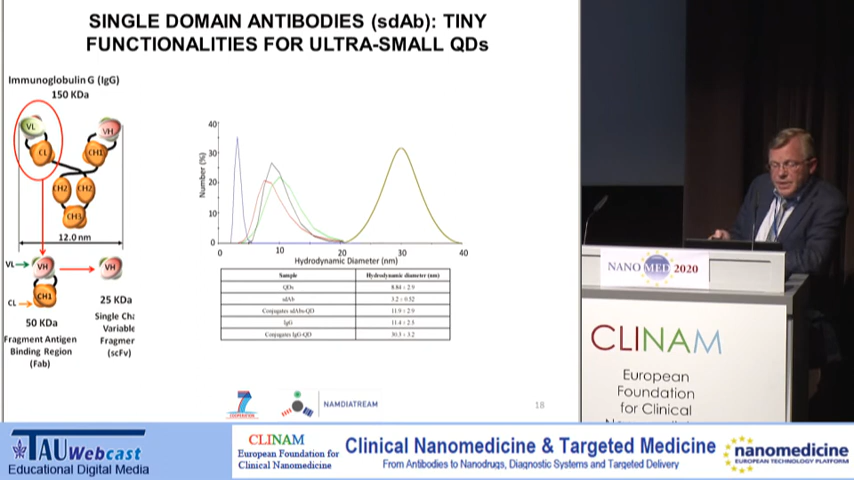 SINGLE DOMAIN ANTIBODIES (sdAb): TINY
FUNCTIONALITIES FOR ULTRA-SMALL QDs
Immunoglobulin G (IgG)
150 KDa
VL
VH
CL
CH1
CH2
CH2
CH3
12.0 nm
VL
VH
VH
CL
CH1
50 KDa
Fragment Antigen
Binding Region
(Fab)
25 KDa
Single Cha
Variable
Fragmer
(scFv)
Number (%)
40
30
20
10
0
0
10
20
30
40
Hydrodynamic Diameter (nm)
Sample
Hydrodynamic diameter (nm)
QDs
sdAb
Conjugates sdAbs-QD
IgG
Conjugates IgG-QD
7
NAMDIATREAM
18
NANOMED 2020
CLINAM
European
Foundation
for Clinical
TAU Webcast
Educational Digital Media
CLINAM
European Foundation for
Clinical Nanomedicine
Clinical Nanomedicine & Targeted Medicine
From Antibodies to Nanodrugs, Diagnostic Systems and Targeted Delivery
nanomedicine
EUROPEAN TECHNOLOGY PLATFORM